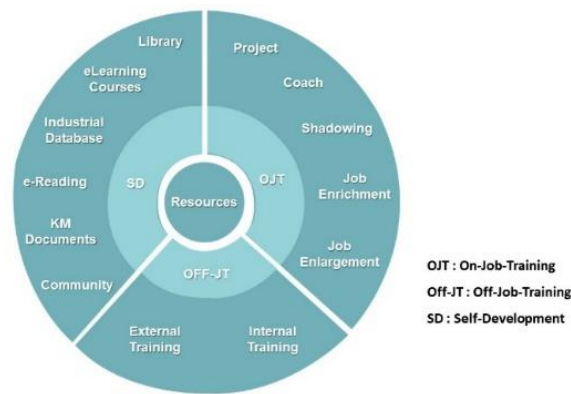 Library
eLearning
Courses
Industrial
Database
e-Reading
KM
Documents
Community
SD
Project
Coach
Shadowing
Job
Enrichment
Job
Enlargement
OJT
Resources
OFF-JT
External
Training
Internal
Training
OJT : On-Job-Training
Off-JT : Off-Job-Training
SD : Self-Development